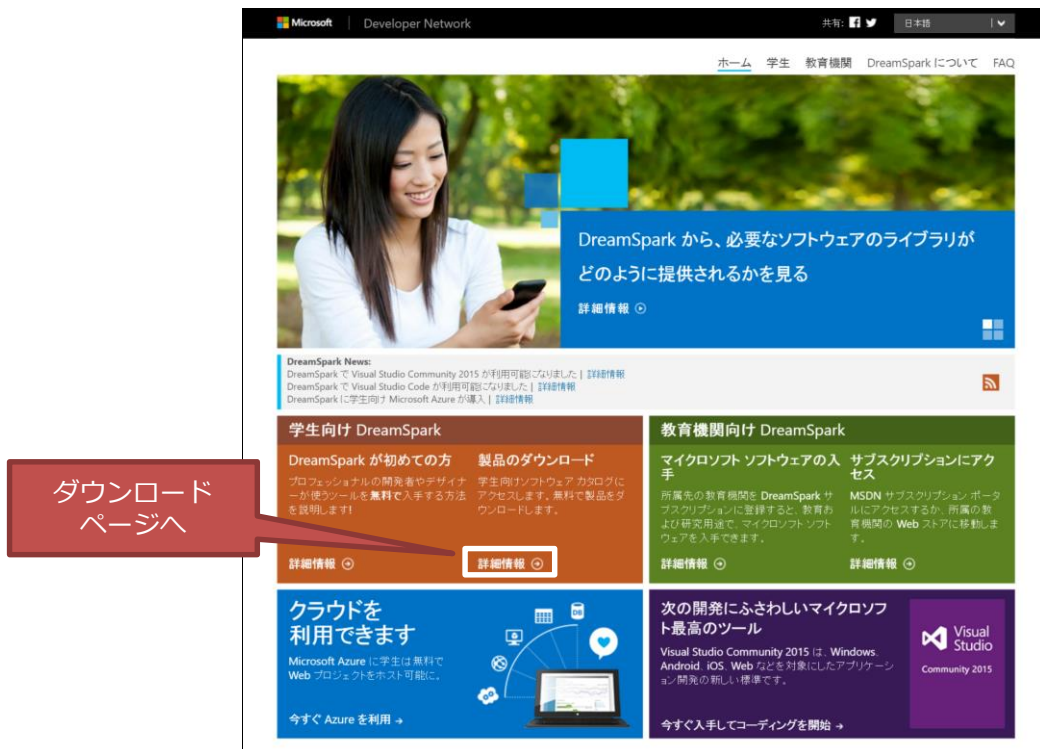 Microsoft
Developer Network
共有:
日本語
ホーム 学生 教育機関 DreamSpark について FAQ
DreamSpark から、必要なソフトウェアのライブラリが
どのように提供されるかを見る
詳細情報
DreamSpark News:
DreamSpark で Visual Studio Community 2015 が利用可能になりました | 詳細情報
DreamSpark で Visual Studio Code が利用可能になりました | 詳細情報
DreamSpark に学生向け Microsoft Azure が導入 | 詳細情報
学生向け DreamSpark
DreamSpark が初めての方
プロフェッショナルの開発者やデザイナ
ーが使うツールを無料で入手する方法
を説明します!
詳細情報
製品のダウンロード
学生向けソフトウェア カタログに
アクセスします。無料で製品をダ
ウンロードします。
詳細情報
ダウンロード
ページへ
教育機関向け DreamSpark
マイクロソフト ソフトウェアの入
手
所属先の教育機関を DreamSpark サ
ブスクリプションに登録すると、教育お
よび研究用途で、マイクロソフト ソフト
ウェアを入手できます。
詳細情報
サブスクリプションにアク
セス
MSDN サブスクリプション ポータ
ルにアクセスするか、所属の教
育機関の Web ストアに移動しま
す。
詳細情報
クラウドを
利用できます
Microsoft Azure に学生は無料で
Web プロジェクトをホスト可能に。
今すぐ Azure を利用 →
DB
次の開発にふさわしいマイクロソフ
ト最高のツール
Visual Studio Community 2015 は、Windows、
Android、iOS、Web などを対象にしたアプリケーシ
ョン開発の新しい標準です。
今すぐ入手してコーディングを開始 →
Visual
Studio
Community 2015